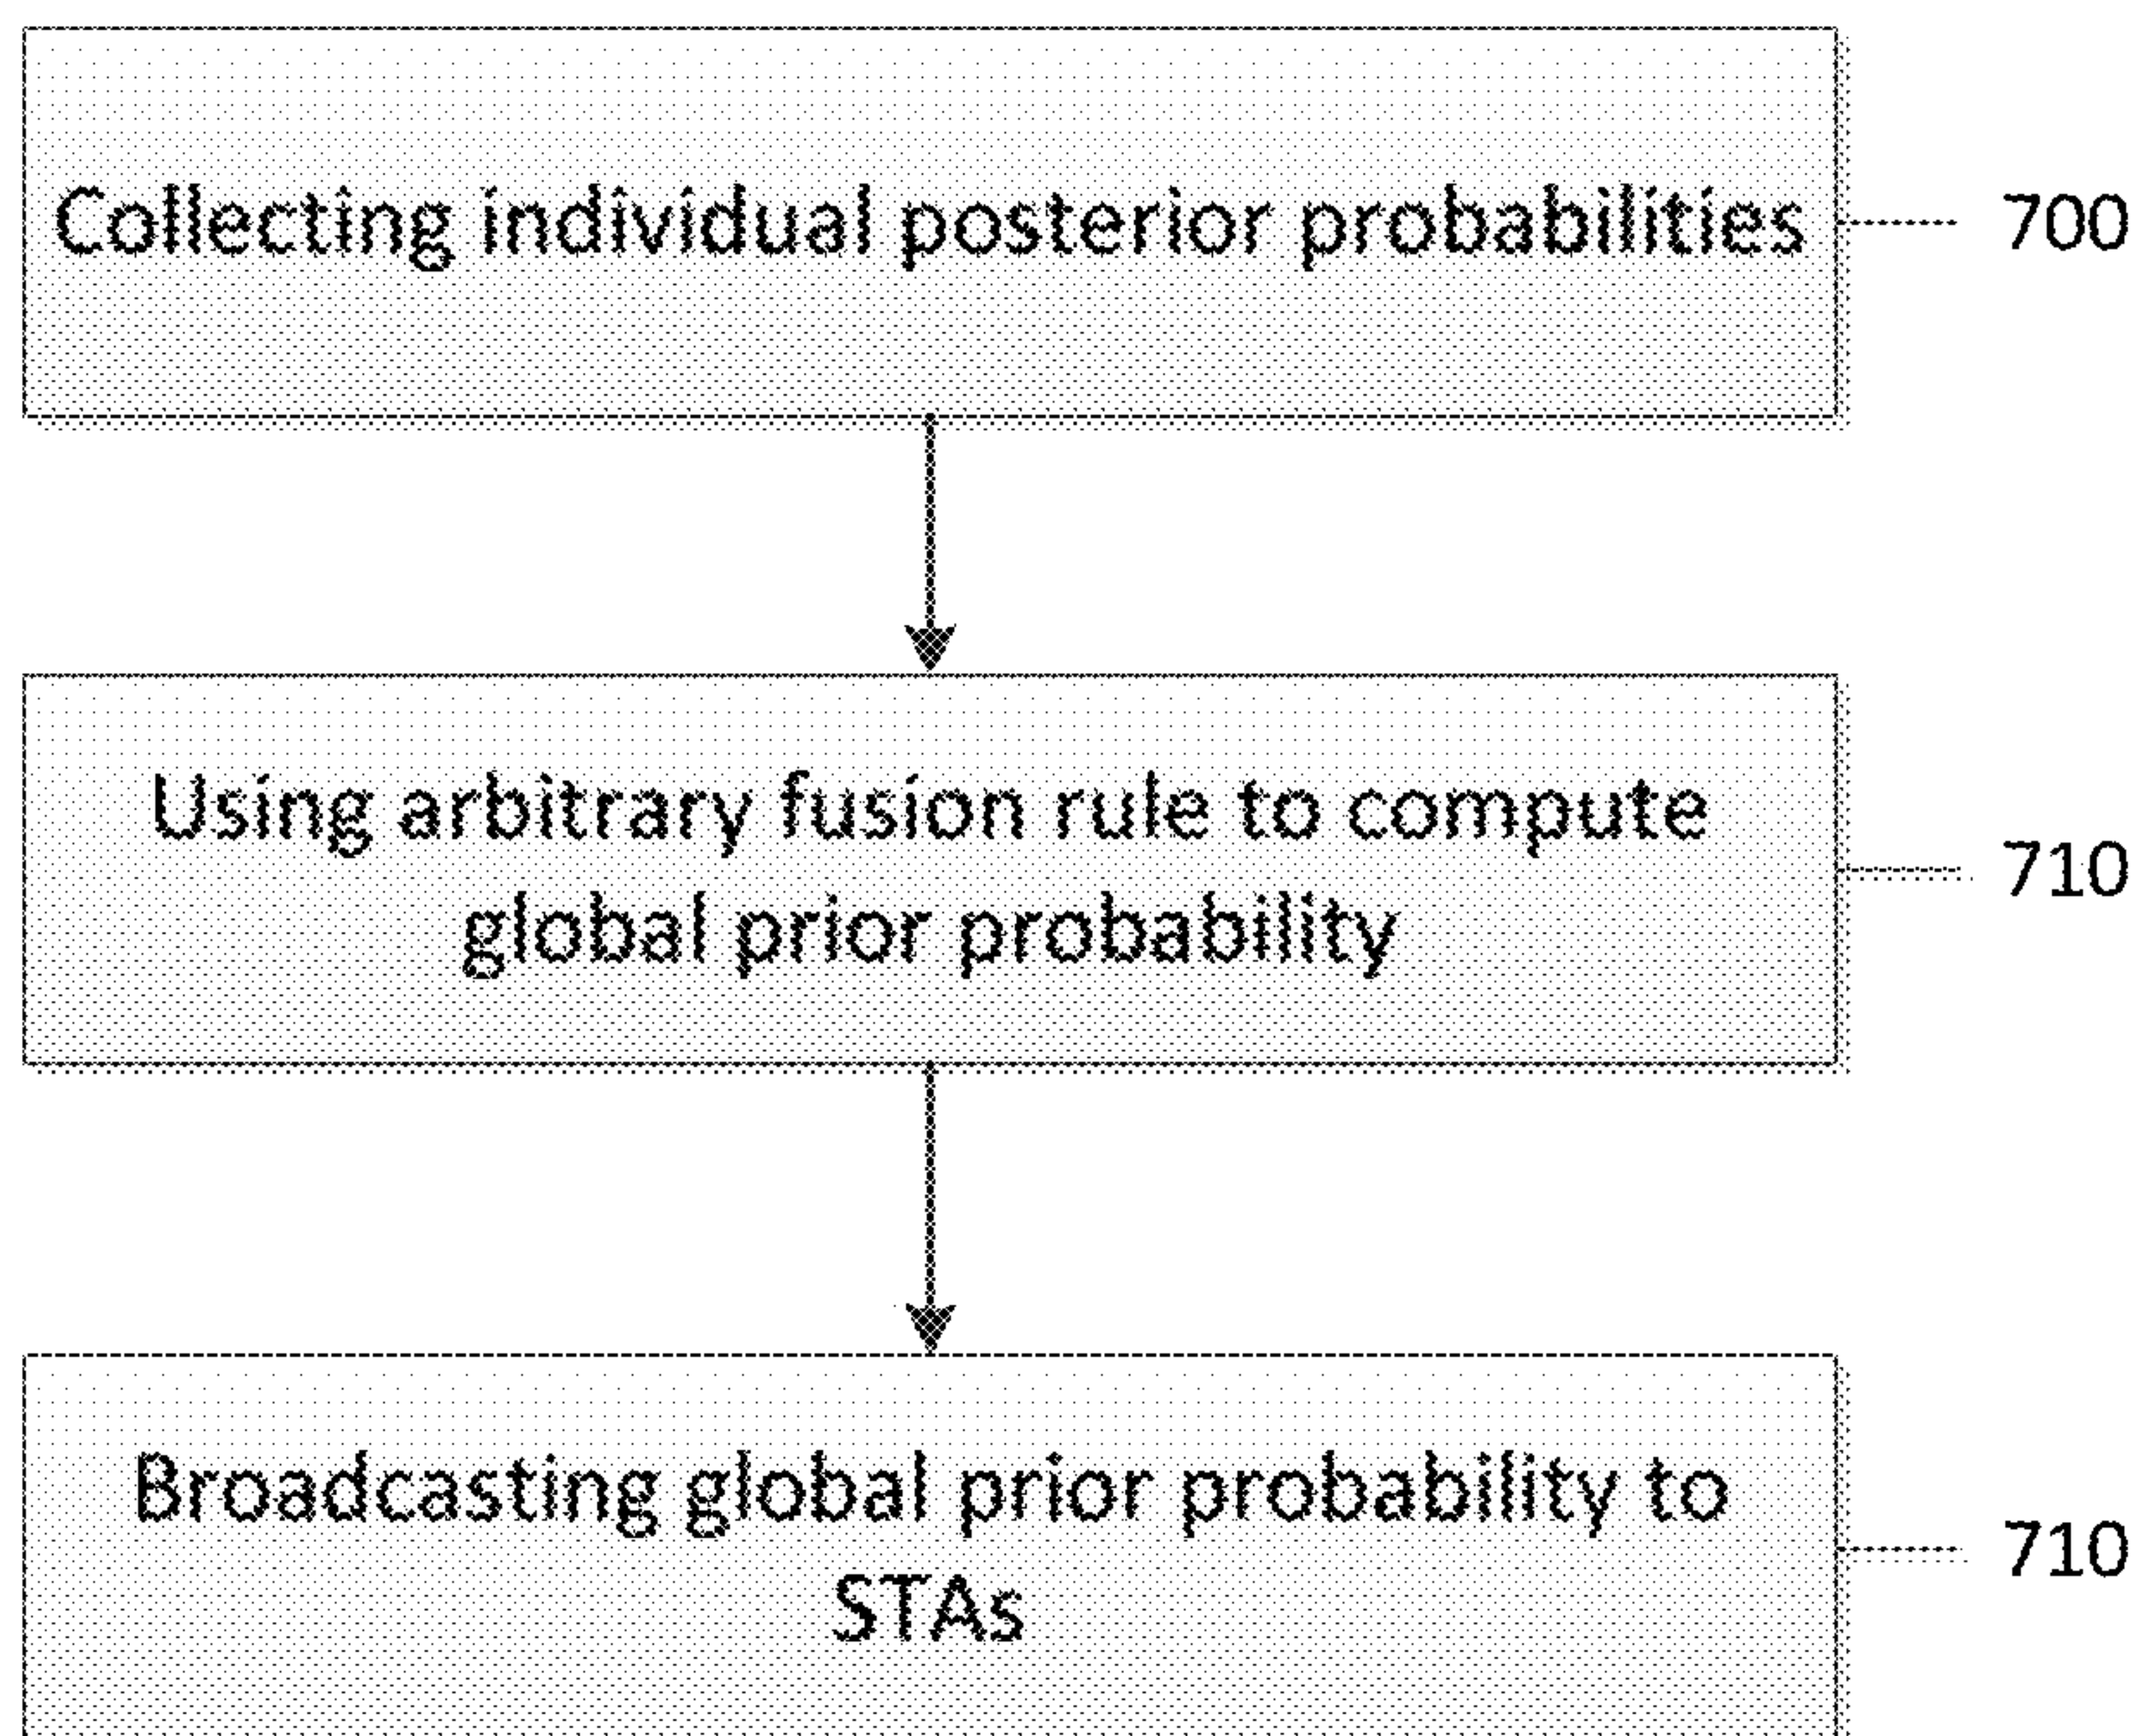 Collecting individual posterior probabilities
700
Using arbitrary fusion rule to compute
global prior probability
710
Broadcasting global prior probability to
STAs
710